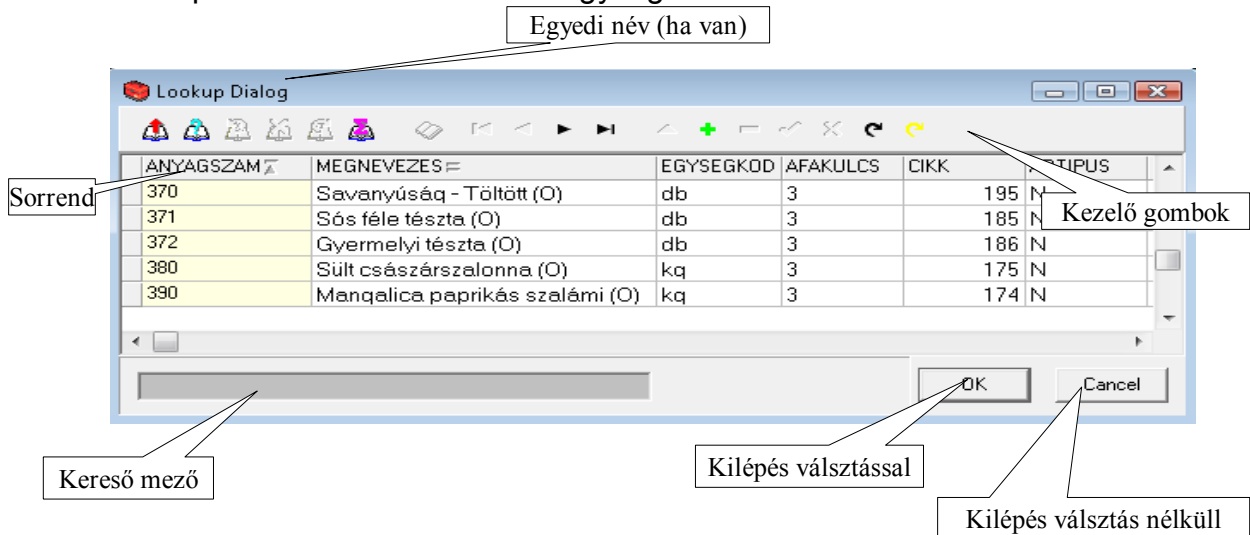 Egyedi név (ha van)
Lookup Dialog
ANYAGSZAM MEGNEVEZES EGYSEGKOD AFAKULCS CIKK
Sorrend
370 Savanyúság - Töltött (O) db 3 195 N
371 Sós féle tészta (O) db 3 185 N
372 Gyermelyi tészta (O) db 3 186 N
380 Sült császárszalonna (O) kg 3 175 N
390 Mangalica paprikás szalámi (O) kg 3 174 N
Kezelő gombok
OK Cancel
Kereső mező
Kilépés válsztással
Kilépés válsztás nélküll